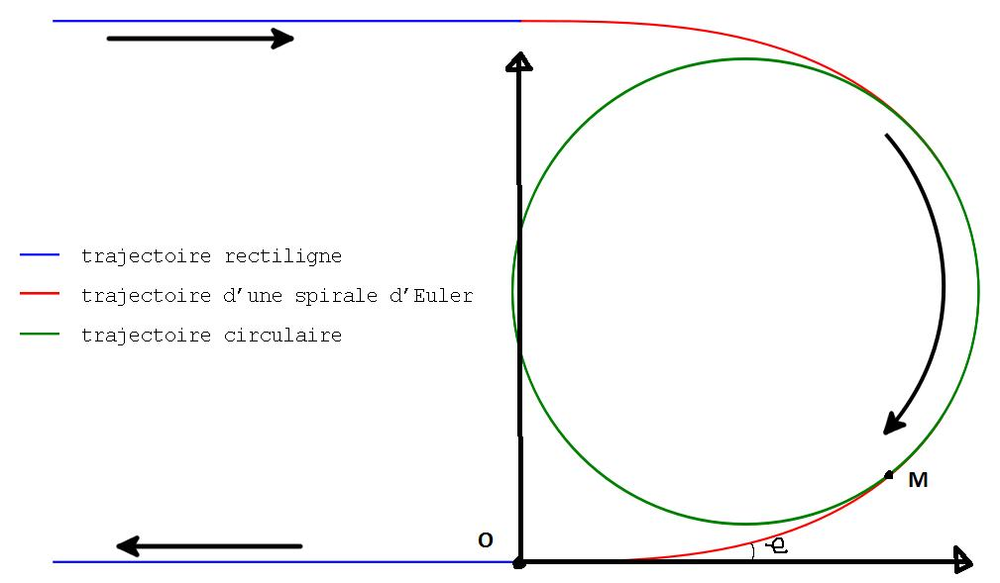 trajectoire rectiligne
trajectoire d'une spirale d'Euler
trajectoire circulaire
M
O
φ